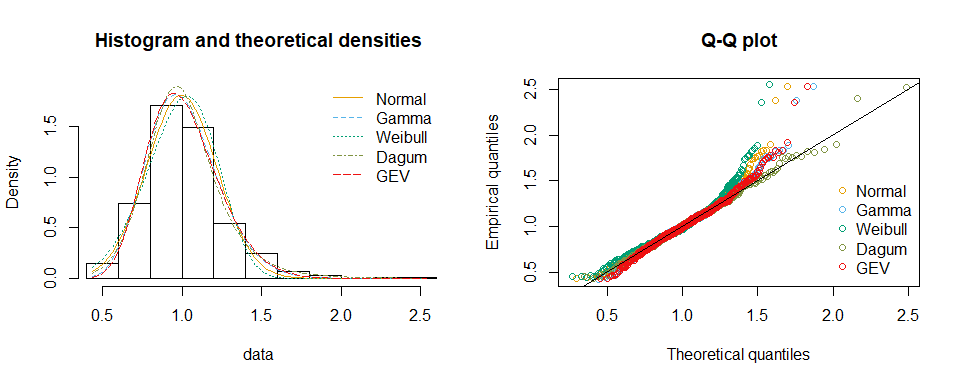 Histogram and theoretical densities
Density
0.0 0.5 1.0 1.5
Normal
Gamma
Weibull
Dagum
GEV
0.5 1.0 1.5 2.0 2.5
data
Q-Q plot
Empirical quantiles
0.5 1.0 1.5 2.0 2.5
Normal
Gamma
Weibull
Dagum
GEV
0.5 1.0 1.5 2.0 2.5
Theoretical quantiles